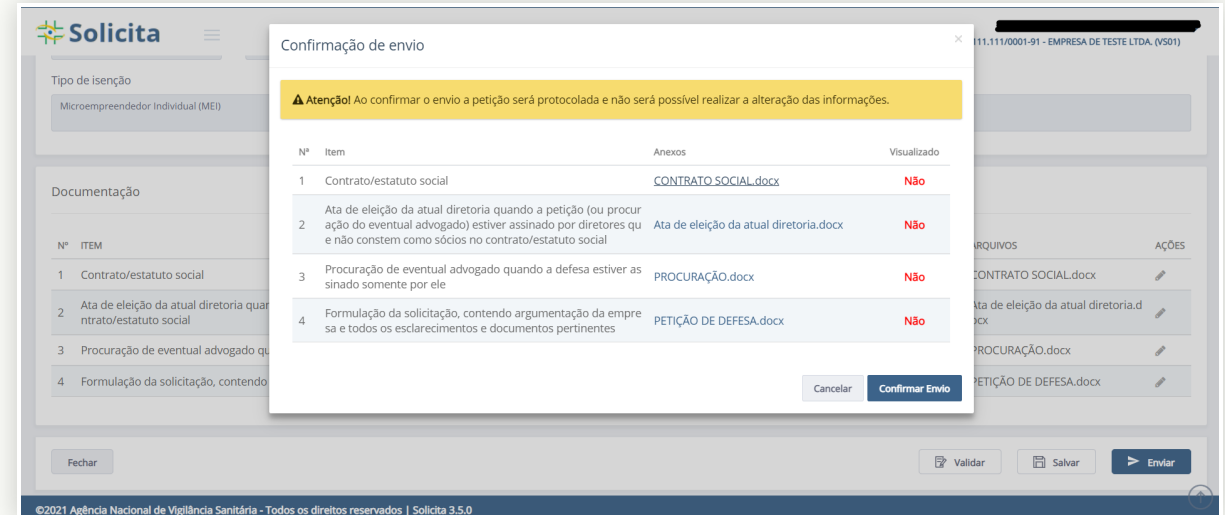 Solicita
111.111/0001-91 - EMPRESA DE TESTE LTDA. (VS01)
Tipo de isenção
Microempreendedor Individual (MEI)
Confirmação de envio
×
Atenção! Ao confirmar o envio a petição será protocolada e não será possível realizar a alteração das informações.
Nº Item Anexos Visualizado
1 Contrato/estatuto social CONTRATO SOCIAL.docx Não
Ata de eleição da atual diretoria quando a petição (ou procur
2 ação do eventual advogado) estiver assinado por diretores qu Ata de eleição da atual diretoria.docx Não
e não constem como sócios no contrato/estatuto social
3 Procuração de eventual advogado quando a defesa estiver as PROCURAÇÃO.docx Não
sinado somente por ele
4 Formulação da solicitação, contendo argumentação da empre PETIÇÃO DE DEFESA.docx Não
sa e todos os esclarecimentos e documentos pertinentes
Cancelar Confirmar Envio
Documentação
Nº ITEM ARQUIVOS AÇÕES
1 Contrato/estatuto social CONTRATO SOCIAL.docx
2 Ata de eleição da atual diretoria quan Ata de eleição da atual diretoria.d
ntrato/estatuto social ocx
3 Procuração de eventual advogado qu PROCURAÇÃO.docx
4 Formulação da solicitação, contendo PETIÇÃO DE DEFESA.docx
Fechar Validar Salvar Enviar
©2021 Agência Nacional de Vigilância Sanitária - Todos os direitos reservados | Solicita 3.5.0